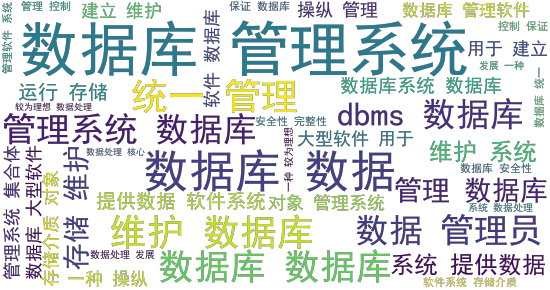 管理 控制
保证 数据库
操纵 管理
数据库 管理软件
建立 维护
管理软件 系统
数据库 管理系统
软件 数据库
控制 保证
用于 建立
发展 一种
运行 存储
统一 管理
数据库系统 数据库
数据库 统一
较为理想 数据处理
dbms 数据库
管理系统 数据库
安全性 完整性
大型软件 用于
数据处理 核心
数据库 数据
一种 较为理想
维护 系统
数据库 安全性
管理系统 集合体
数据库 大型软件
存储介质 对象
存储 维护
管理 数据库
提供数据 软件系统
对象 管理系统
系统 数据处理
维护 数据库
数据 管理员
数据处理 发展
数据库 数据库
系统 提供数据
一种 操纵
软件系统 存储介质